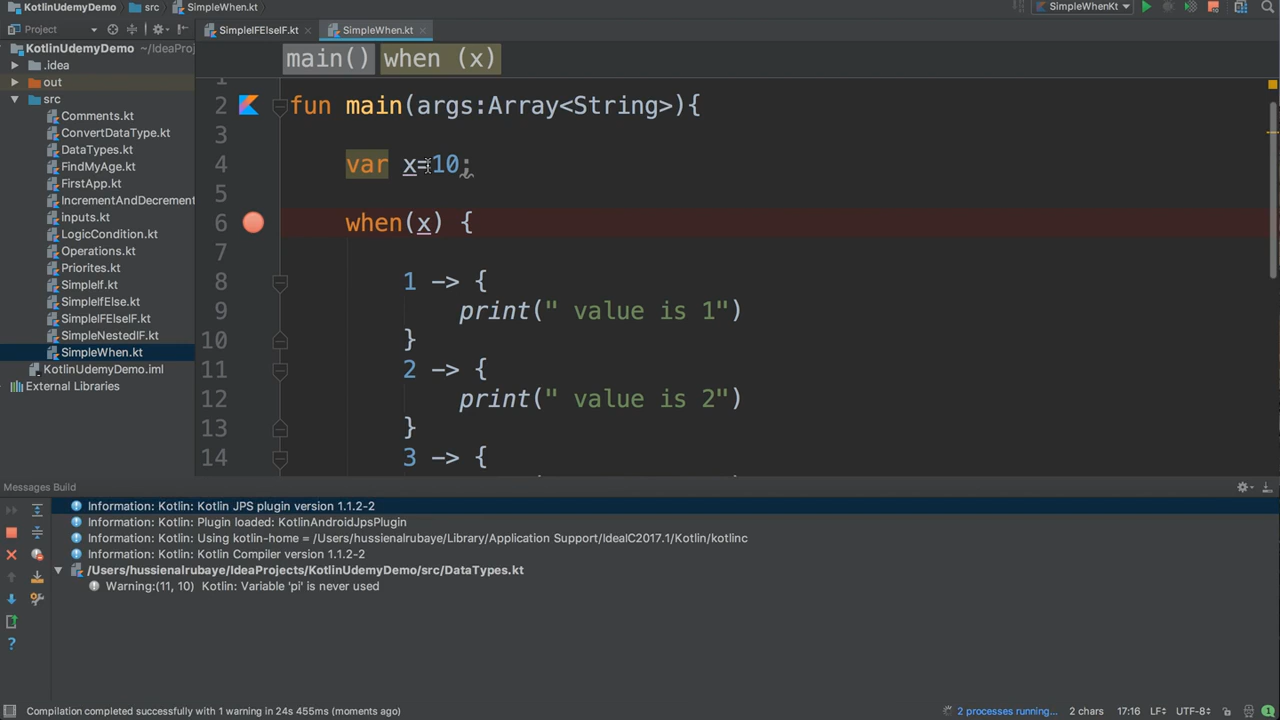 KotlinUdemyDemo src SimpleWhen.kt SimpleWhenKt
Project SimpleIFElseIF.kt × SimpleWhen.kt ×
KotlinUdemyDemo ~/IdeaProj
.idea
out
src
Comments.kt
ConvertDataType.kt
DataTypes.kt
FindMyAge.kt
FirstApp.kt
IncrementAndDecrement
inputs.kt
LogicCondition.kt
Operations.kt
Priorites.kt
SimpleIf.kt
SimpleIfElse.kt
SimpleIFElseIF.kt
SimpleNestedIF.kt
SimpleWhen.kt
KotlinUdemyDemo.iml
External Libraries
main() when (x)
1
2 fun main(args:Array<String>){
3
4 var x=10;
5
6 when(x) {
7
8 1 -> {
9 print(" value is 1")
10 }
11 2 -> {
12 print(" value is 2")
13 }
14 3 -> {
Messages Build
Information: Kotlin: Kotlin JPS plugin version 1.1.2-2
Information: Kotlin: Plugin loaded: KotlinAndroidJpsPlugin
Information: Kotlin: Using kotlin-home = /Users/hussienalrubaye/Library/Application Support/IdeaIC2017.1/Kotlin/kotlinc
Information: Kotlin: Kotlin Compiler version 1.1.2-2
/Users/hussienalrubaye/IdeaProjects/KotlinUdemyDemo/src/DataTypes.kt
Warning:(11, 10) Kotlin: Variable 'pi' is never used
Compilation completed successfully with 1 warning in 24s 455ms (moments ago) 2 processes running... 2 chars 17:16 LF÷ UTF-8÷ 1